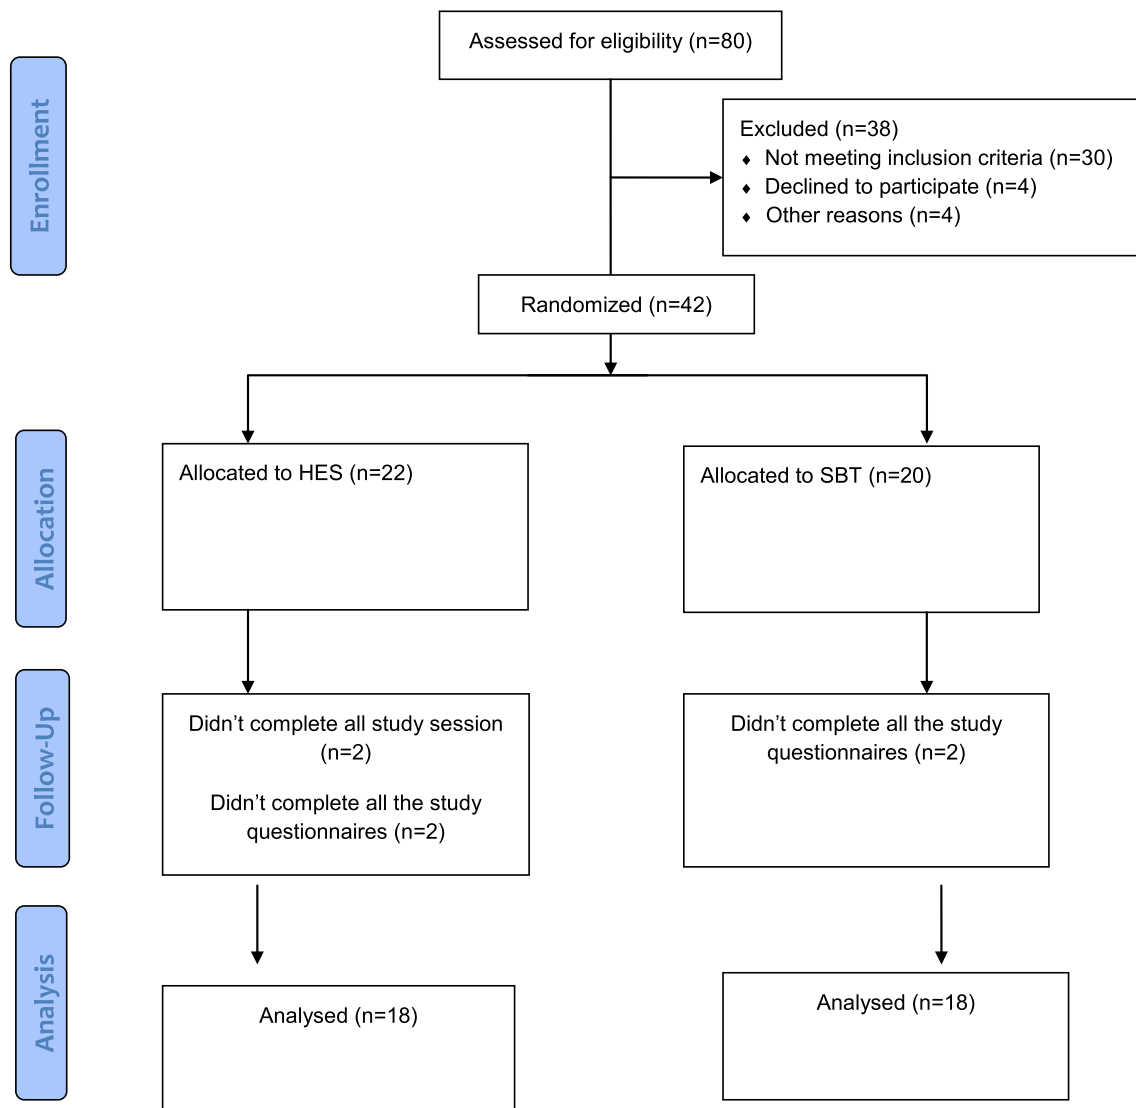 Assessed for eligibility (n=80)
Enrollment
Excluded (n=38)
♦ Not meeting inclusion criteria (n=30)
♦ Declined to participate (n=4)
♦ Other reasons (n=4)
Randomized (n=42)
Allocation
Allocated to HES (n=22)
Allocated to SBT (n=20)
Follow-Up
Didn’t complete all study session
(n=2)
Didn’t complete all the study
questionnaires (n=2)
Didn’t complete all the study
questionnaires (n=2)
Analysis
Analysed (n=18)
Analysed (n=18)